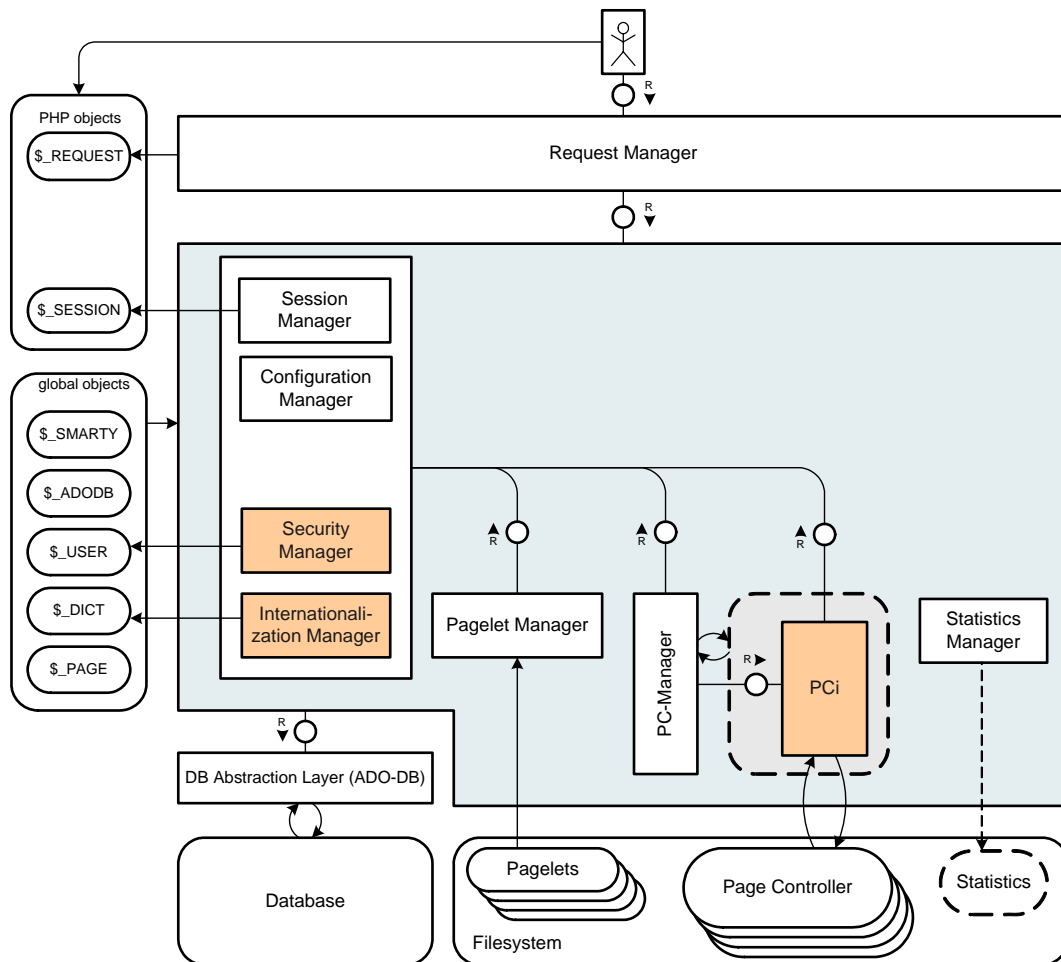 R
PHP objects
$_REQUEST
Request Manager
R
$_SESSION
Session
Manager
Configuration
Manager
global objects
$_SMARTY
$_ADODB
$_USER
$_DICT
$_PAGE
Security
Manager
Internationali-
zation Manager
R
R
R
Pagelet Manager
PC-Manager
R
PCi
Statistics
Manager
R
DB Abstraction Layer (ADO-DB)
Database
Pagelets
Page Controller
Statistics
Filesystem